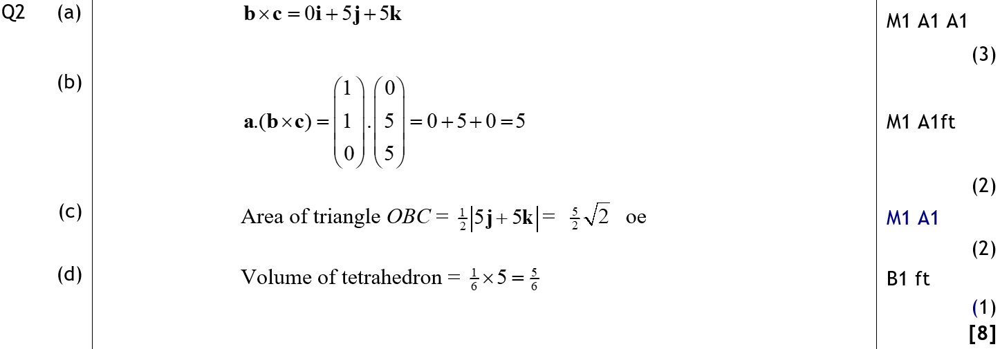 Q2 (a) b × c = 0i + 5j + 5k M1 A1 A1
(3)
(b) a.(b × c) = (1 1 0) . (0 5 5) = 0 + 5 + 0 = 5 M1 A1ft
(2)
(c) Area of triangle OBC = 1/2 |5j + 5k| = 5/2 √2 oe M1 A1
(2)
(d) Volume of tetrahedron = 1/6 × 5 = 5/6 B1 ft
(1)
[8]